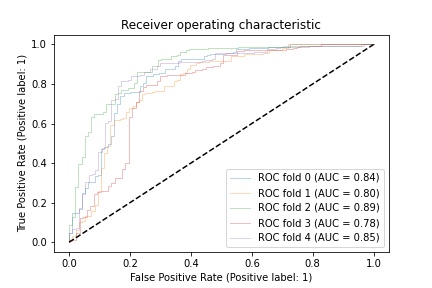 Receiver operating characteristic
True Positive Rate (Positive label: 1)
1.0
0.8
0.6
0.4
0.2
0.0
ROC fold 0 (AUC = 0.84)
ROC fold 1 (AUC = 0.80)
ROC fold 2 (AUC = 0.89)
ROC fold 3 (AUC = 0.78)
ROC fold 4 (AUC = 0.85)
0.0 0.2 0.4 0.6 0.8 1.0
False Positive Rate (Positive label: 1)